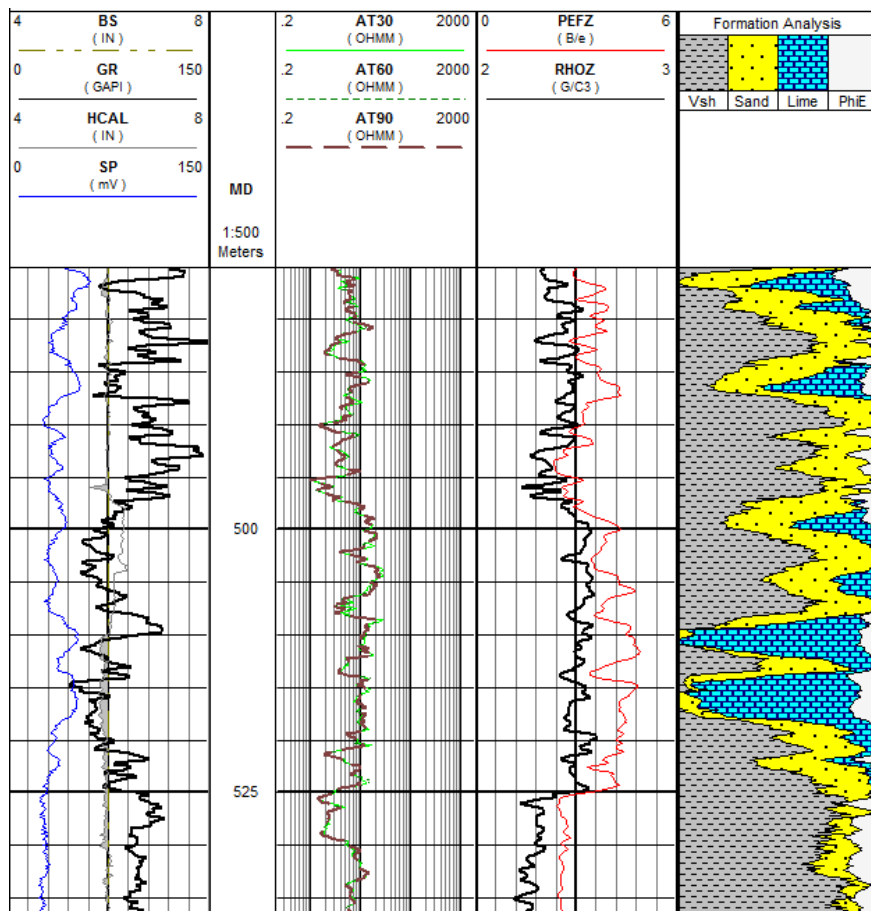 4 BS 8
( IN )
0 GR 150
( GAPI )
4 HCAL 8
( IN )
0 SP 150
( mV )
MD
1:500
Meters
.2 AT30 2000
( OHMM )
.2 AT60 2000
( OHMM )
.2 AT90 2000
( OHMM )
0 PEFZ 6
( B/e )
2 RHOZ 3
( G/C3 )
Formation Analysis
Vsh Sand Lime PhiE
500
525